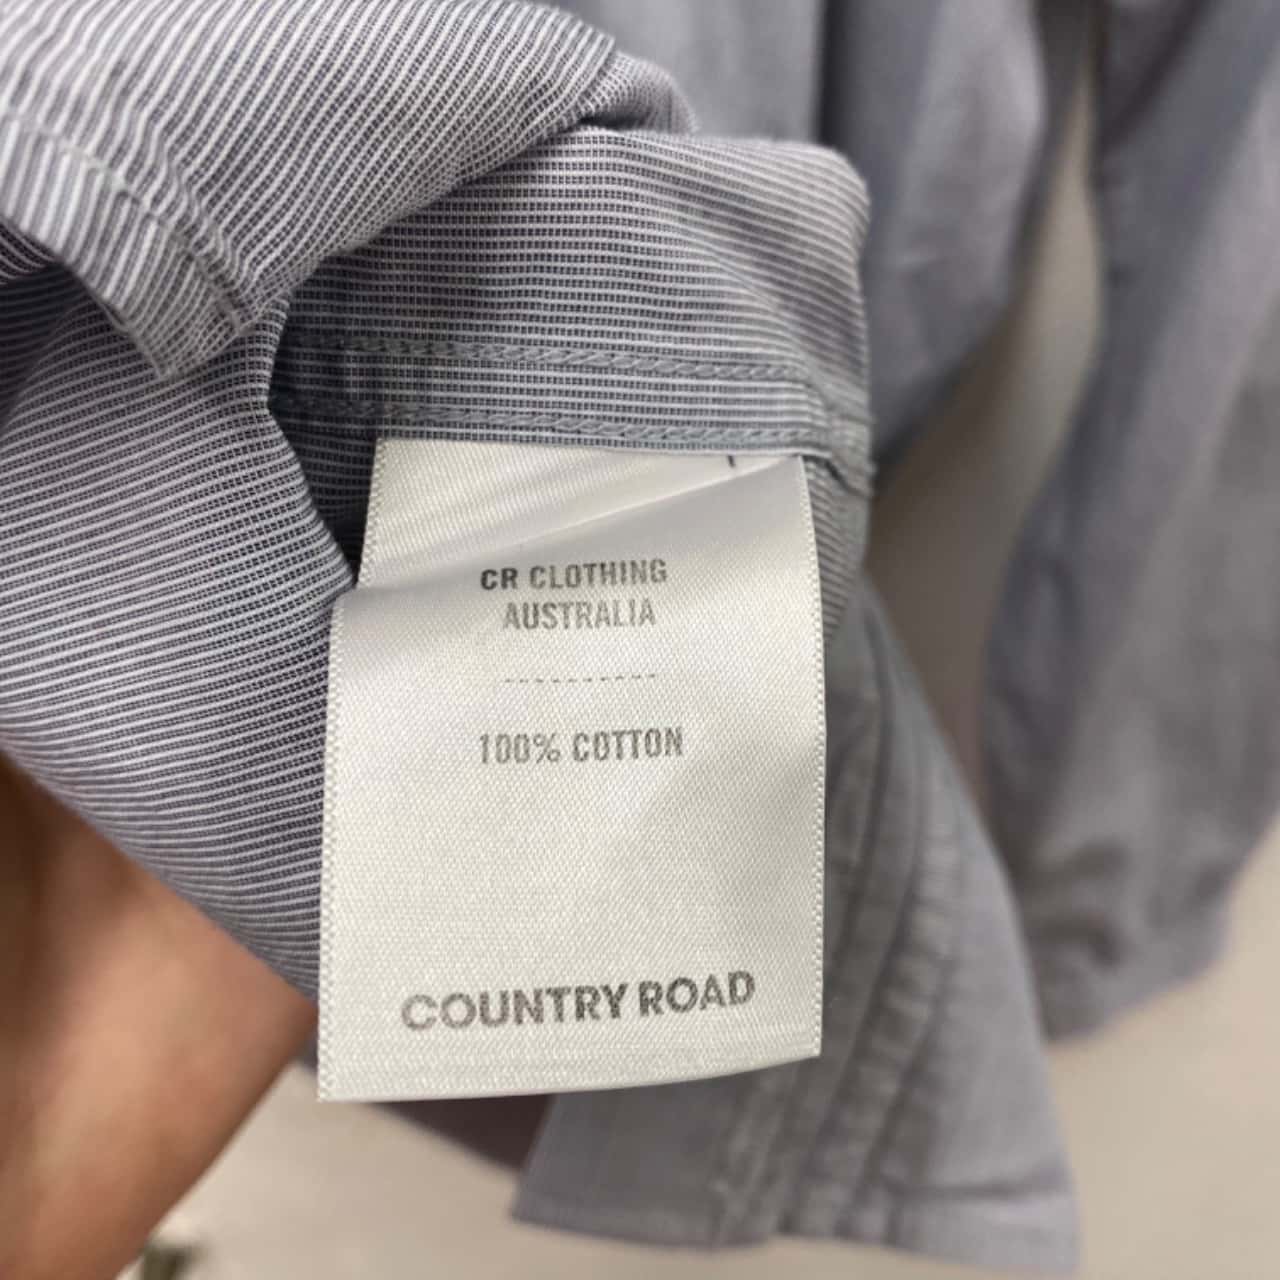 CR CLOTHING
AUSTRALIA
100% COTTON
COUNTRY ROAD